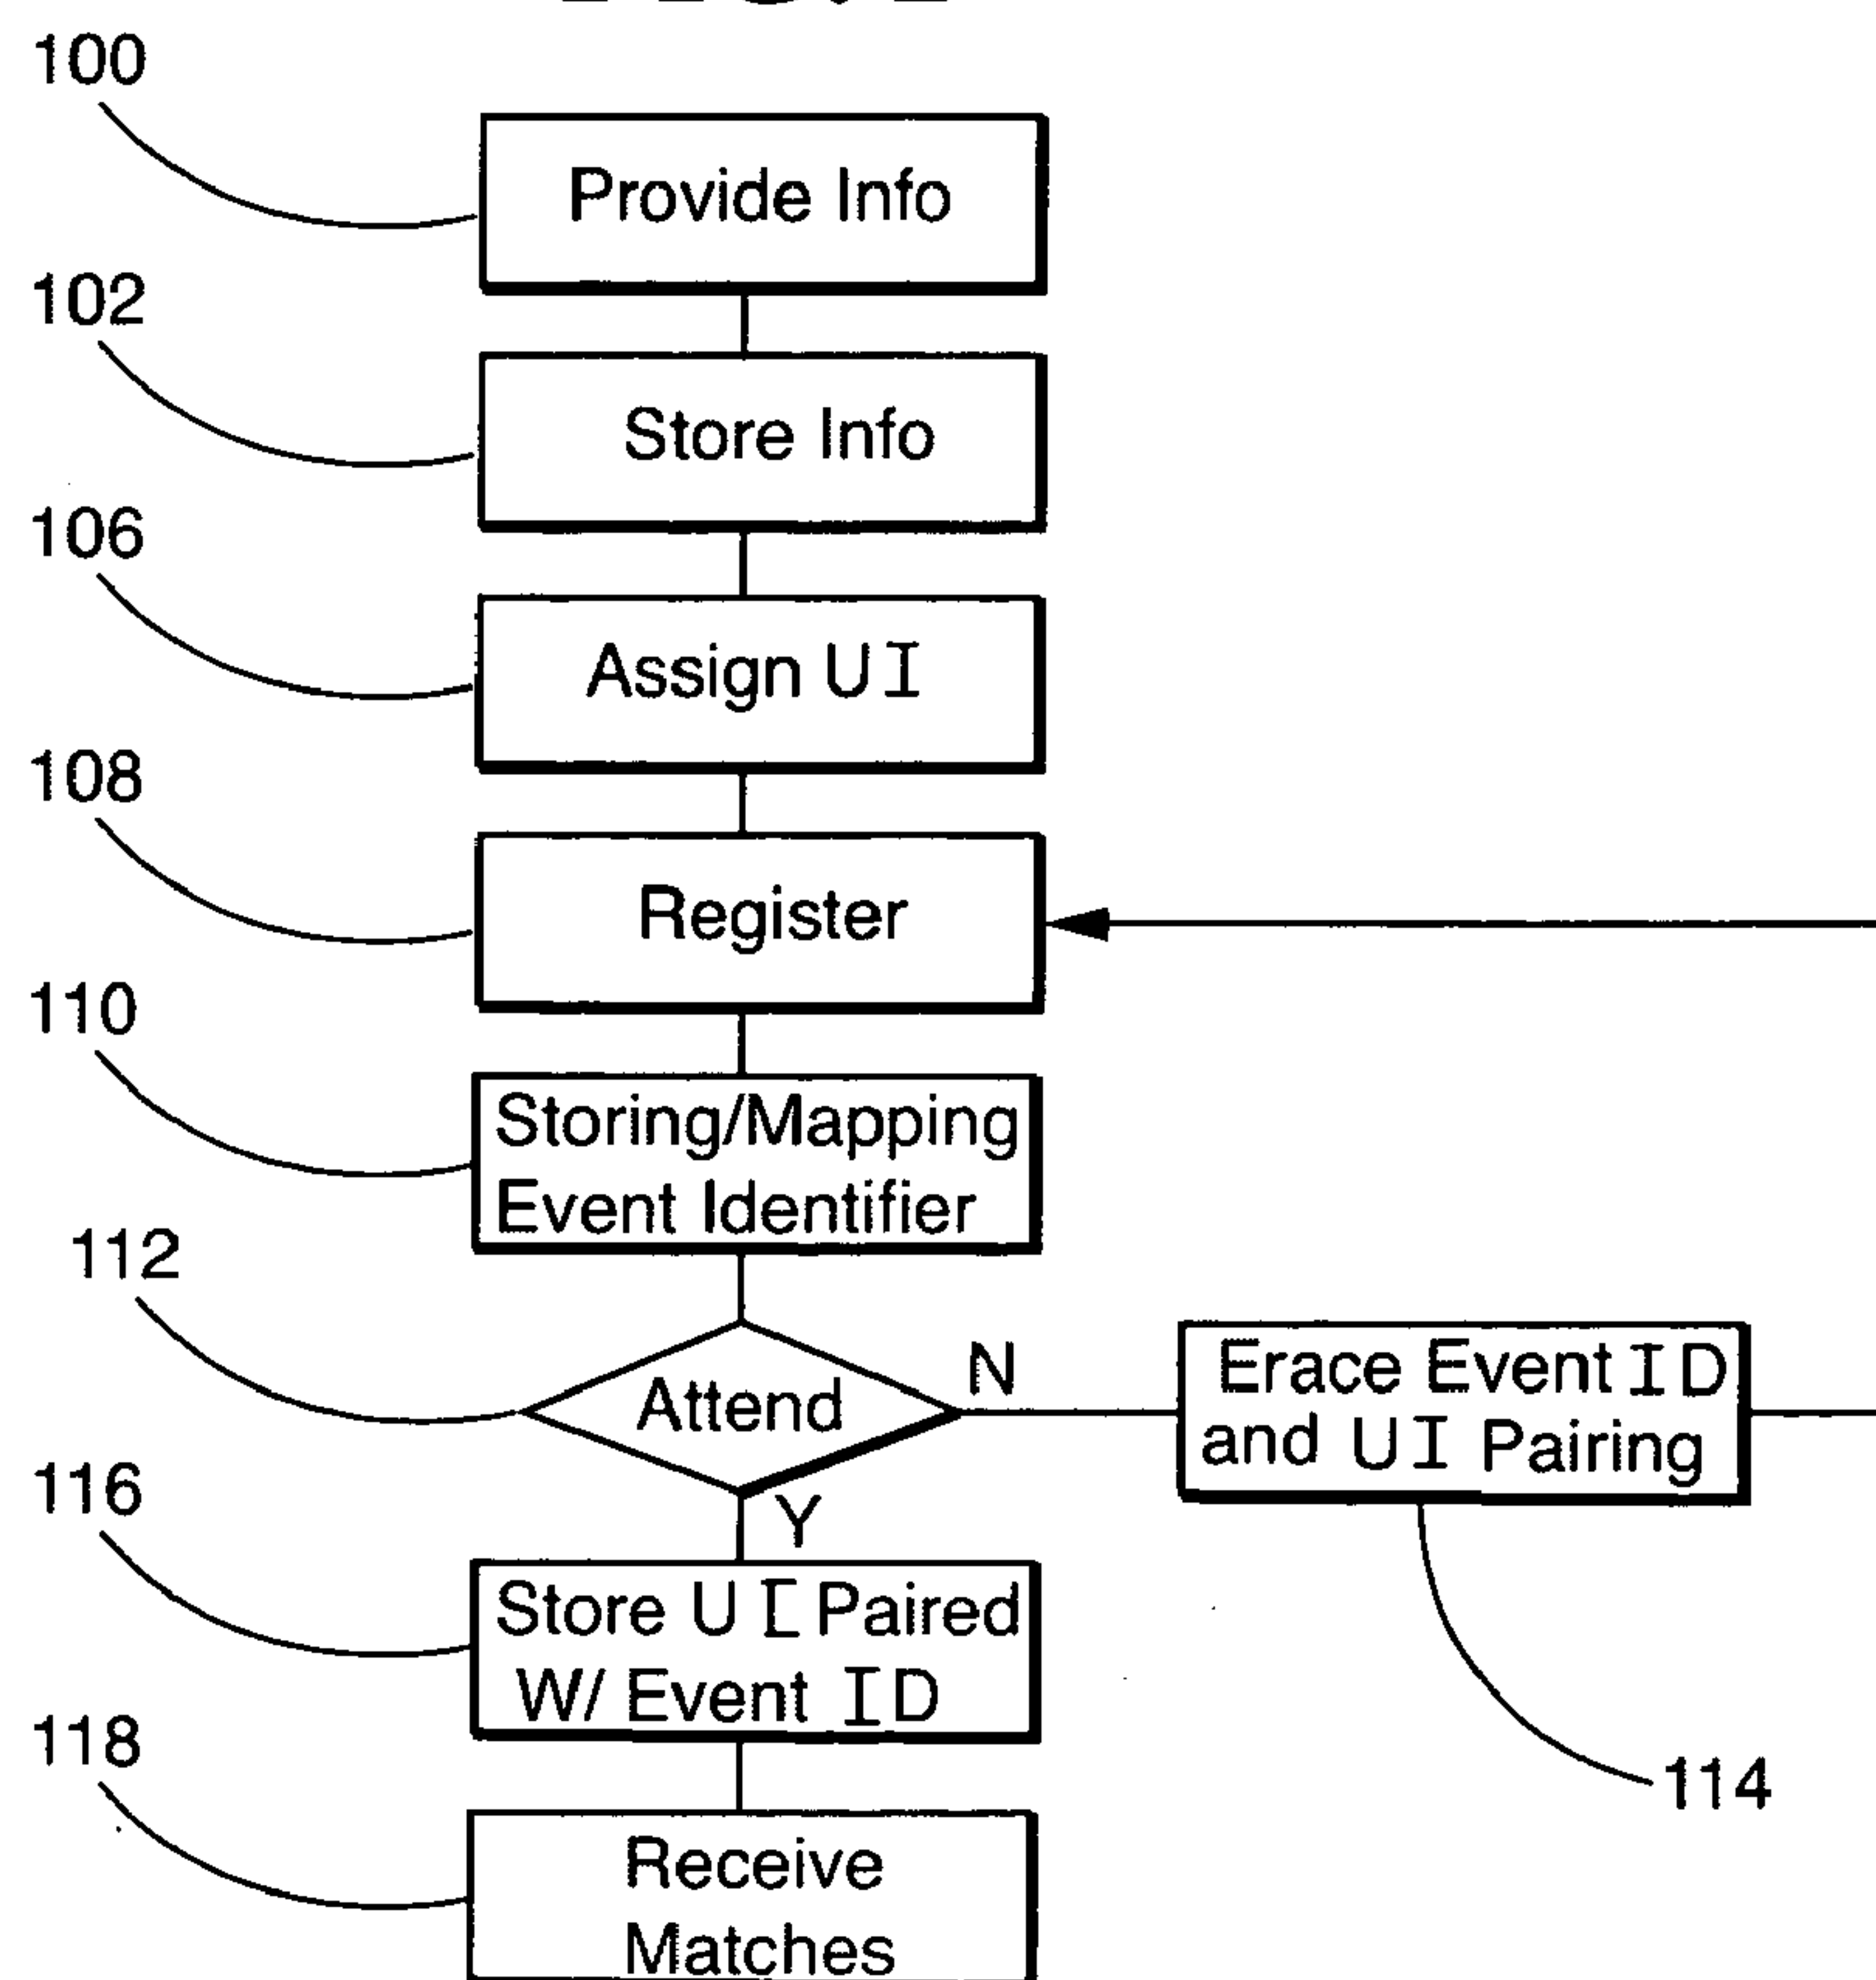 100
Provide Info
102
Store Info
106
Assign UI
108
Register
110
Storing/Mapping
Event Identifier
112
Attend
N
Erace Event ID
and UI Pairing
Y
116
Store UI Paired
W/ Event ID
114
118
Receive
Matches